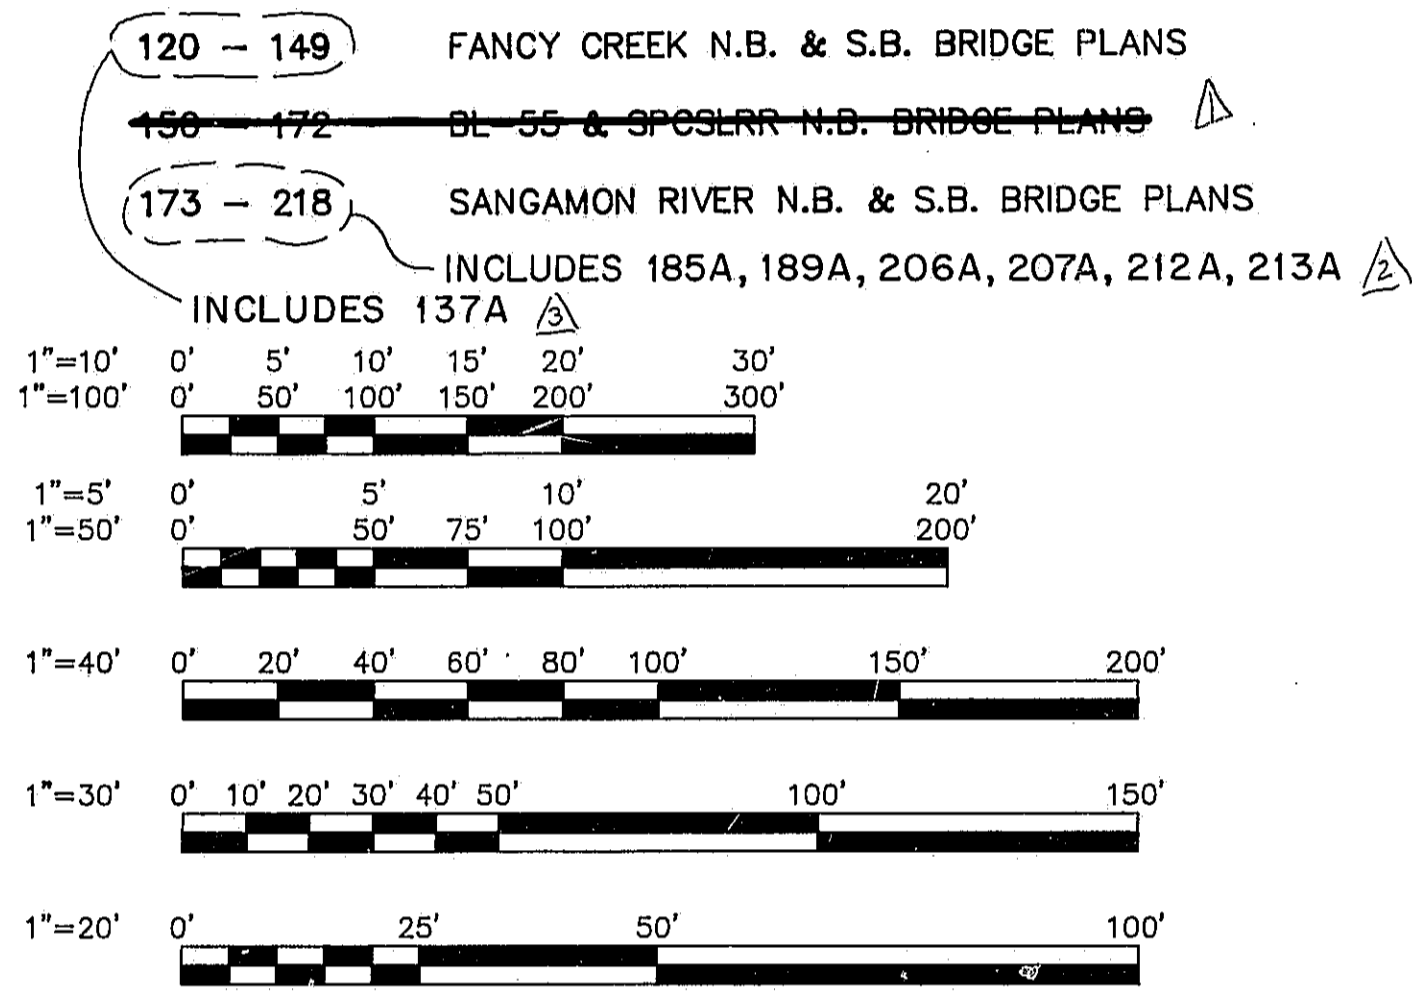 120 - 149 FANCY CREEK N.B. & S.B. BRIDGE PLANS
150 - 172 BL-55 & SPCSLRR N.B. BRIDGE PLANS 1
173 - 218 SANGAMON RIVER N.B. & S.B. BRIDGE PLANS
INCLUDES 185A, 189A, 206A, 207A, 212A, 213A 2
INCLUDES 137A 3
1"=10' 0' 5' 10' 15' 20' 30'
1"=100' 0' 50' 100' 150' 200' 300'
1"=5' 0' 5' 10' 20'
1"=50' 0' 50' 75' 100' 200'
1"=40' 0' 20' 40' 60' 80' 100' 150' 200'
1"=30' 0' 10' 20' 30' 40' 50' 100' 150'
1"=20' 0' 25' 50' 100'